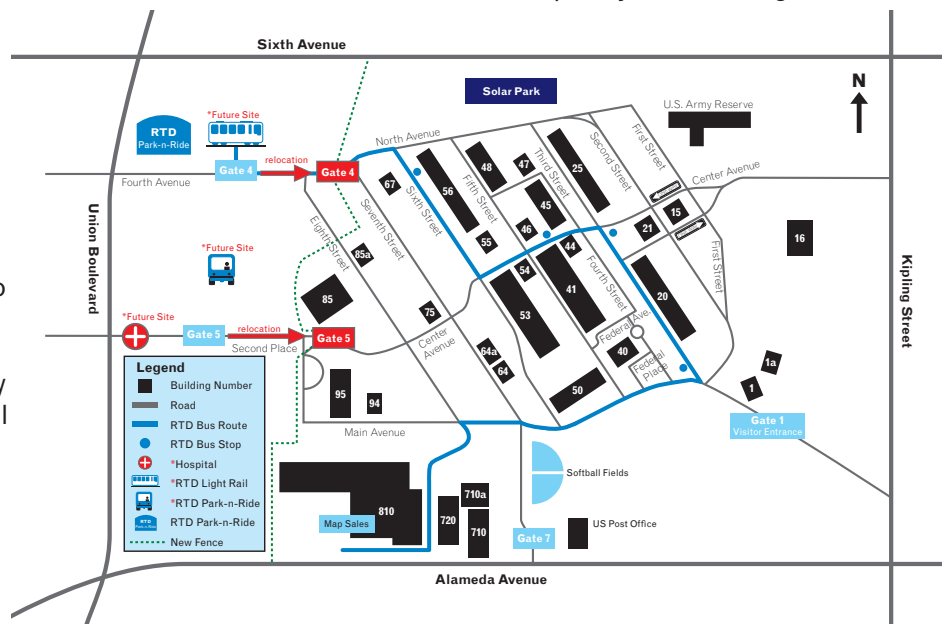 Sixth Avenue
Solar Park
N
U.S. Army Reserve
*Future Site
RTD
Park-n-Ride
North Avenue
First Street
Second Street
Third Street
Center Avenue
Gate 4
relocation
Gate 4
Fourth Avenue
48
47
25
67
56
Sixth Street
Fifth Street
45
15
Union Boulevard
Eighth Street
Seventh Street
46
21
16
55
44
First Street
*Future Site
85a
54
41
Fourth Street
20
Kipling Street
85
53
75
*Future Site
Gate 5
relocation
Gate 5
Second Place
Center
Avenue
Federal Ave.
64a
40
64
Federal
Place
1a
1
50
95
94
Gate 1
Visitor Entrance
Main Avenue
Legend
Building Number
Road
RTD Bus Route
RTD Bus Stop
*Hospital
*RTD Light Rail
*RTD Park-n-Ride
RTD
Park-n-Ride
RTD Park-n-Ride
New Fence
Softball Fields
710a
810
Map Sales
720
710
US Post Office
Gate 7
Alameda Avenue